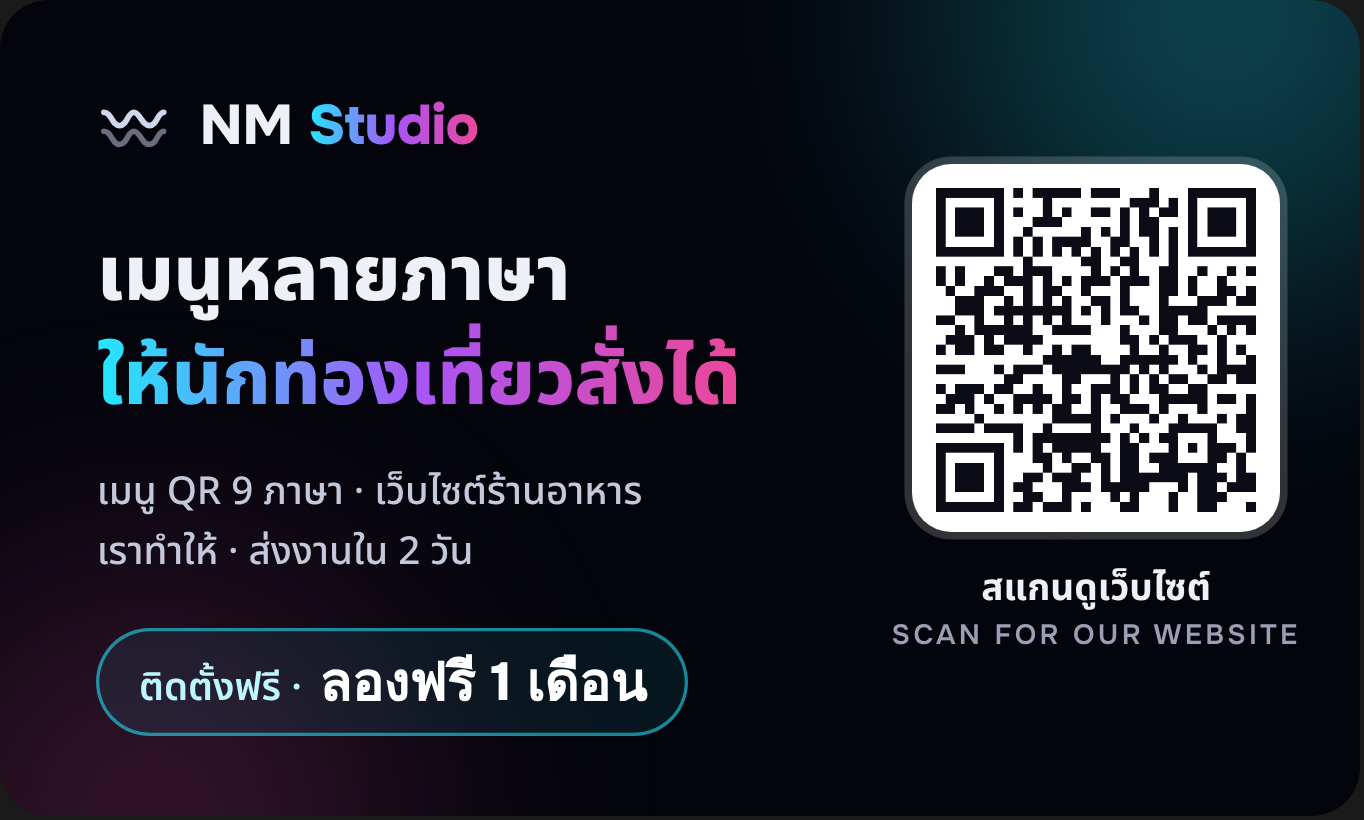 NM Studio
เมนูหลายภาษา
ให้นักท่องเที่ยวสั่งได้
เมนู QR 9 ภาษา · เว็บไซต์ร้านอาหาร
เราทำให้ · ส่งงานใน 2 วัน
ติดตั้งฟรี · ลองฟรี 1 เดือน
สแกนดูเว็บไซต์
SCAN FOR OUR WEBSITE